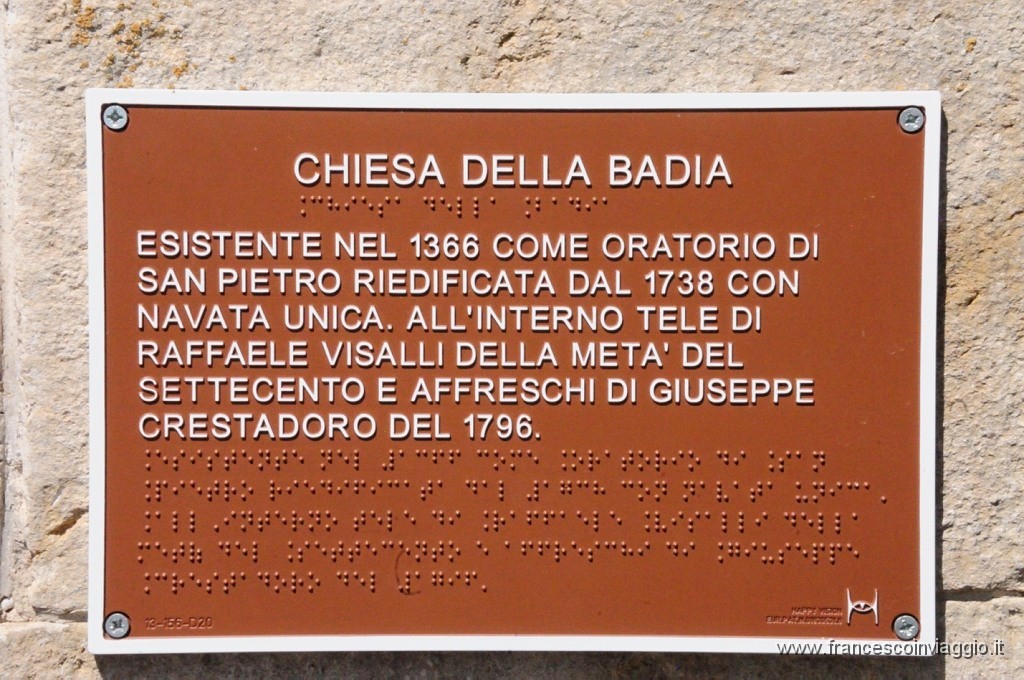 CHIESA DELLA BADIA
ESISTENTE NEL 1366 COME ORATORIO DI
SAN PIETRO RIEDIFICATA DAL 1738 CON
NAVATA UNICA. ALL'INTERNO TELE DI
RAFFAELE VISALLI DELLA META' DEL
SETTECENTO E AFFRESCHI DI GIUSEPPE
CRESTADORO DEL 1796.
13-156-D20
HAPPY VISION
www.francescoinviaggio.it